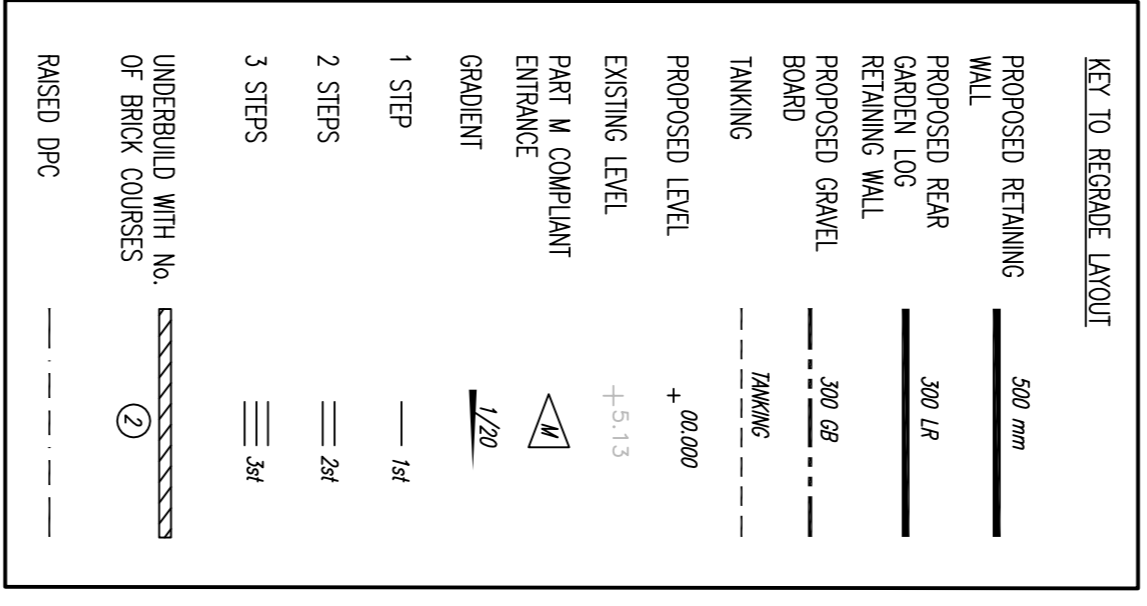 KEY TO REGRADE LAYOUT
PROPOSED RETAINING
WALL
500 mm
PROPOSED REAR
GARDEN LOG
RETAINING WALL
300 LR
PROPOSED GRAVEL
BOARD
300 GB
TANKING
TANKING
PROPOSED LEVEL
+ 00.000
EXISTING LEVEL
+5.13
PART M COMPLIANT
ENTRANCE
M
GRADIENT
1/20
1 STEP
1st
2 STEPS
2st
3 STEPS
3st
UNDERBUILD WITH No.
OF BRICK COURSES
2
RAISED DPC